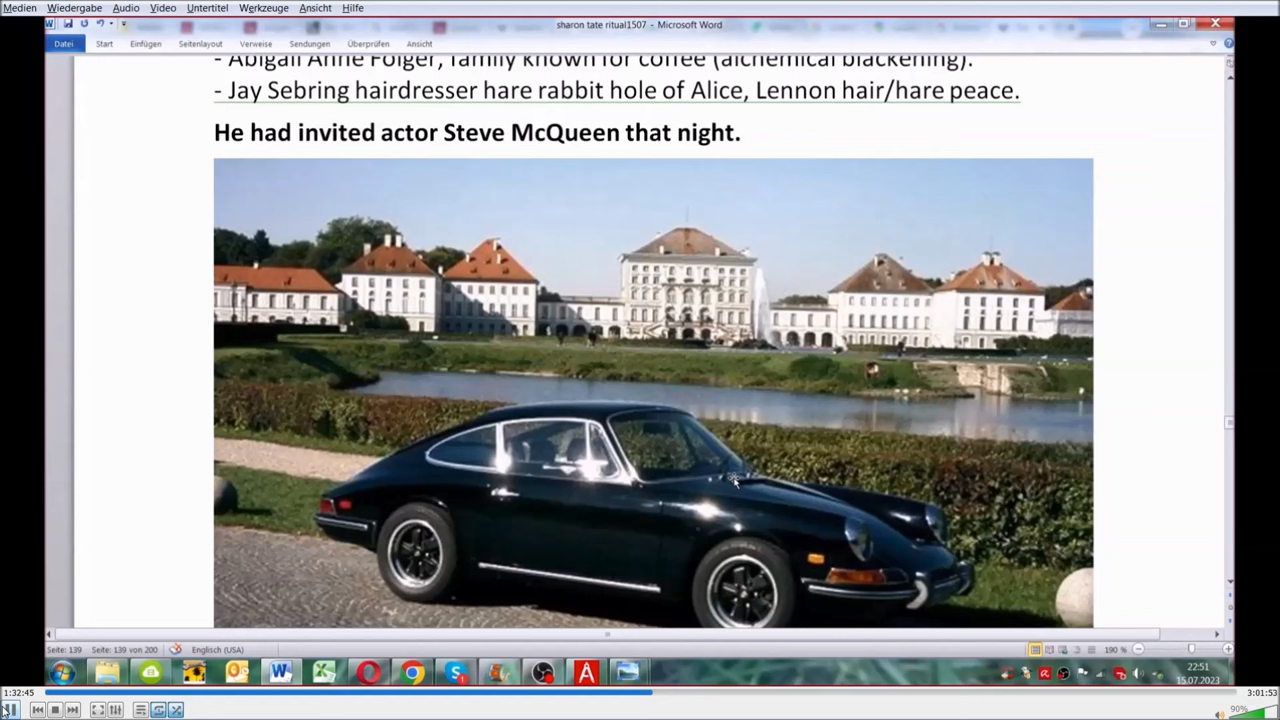 Medien Wiedergabe Audio Video Untertitel Werkzeuge Ansicht Hilfe
sharon tate ritual1507 - Microsoft Word
Datei Start Einfügen Seitenlayout Verweise Sendungen Überprüfen Ansicht
- Abigail Anne Folger, family known for coffee (alchemical blackening).
- Jay Sebring hairdresser hare rabbit hole of Alice, Lennon hair/hare peace.
He had invited actor Steve McQueen that night.
Seite: 139 Seite: 139 von 200 Englisch (USA) 190 %
22:51
15.07.2023
1:32:45 3:01:53
90%